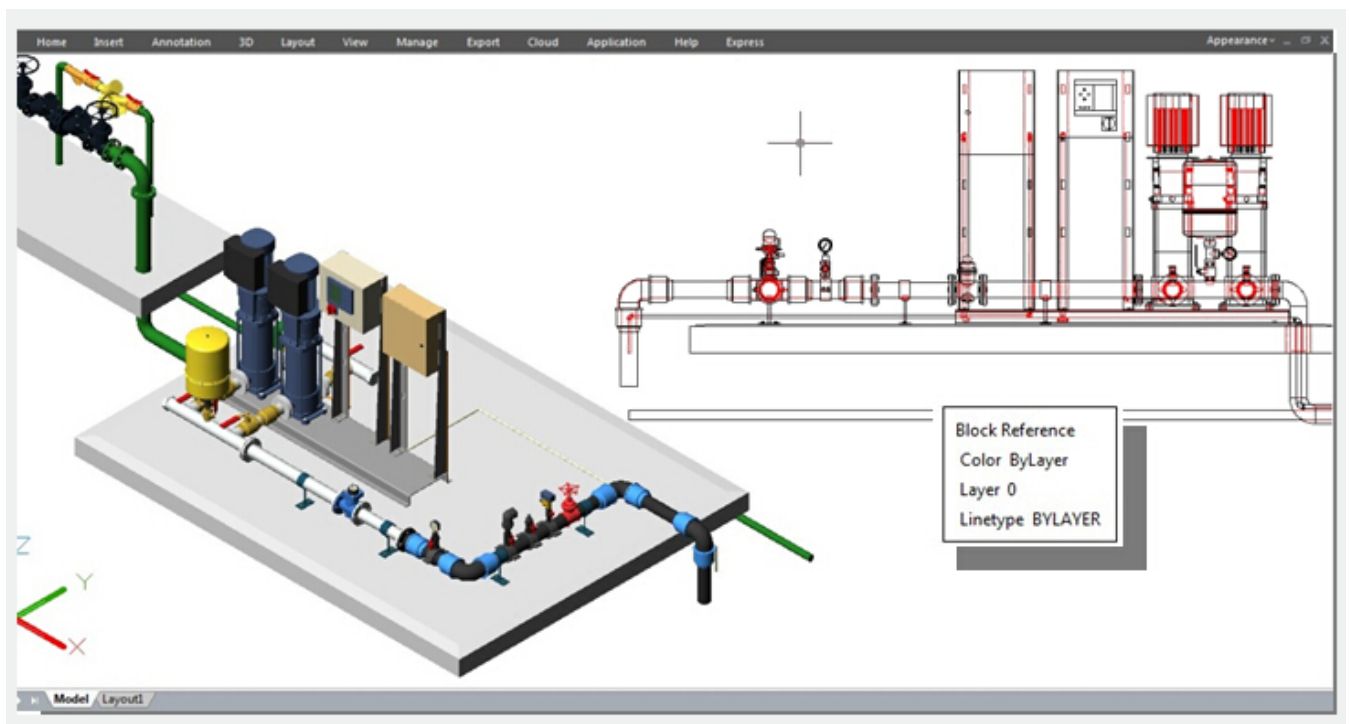 Home Insert Annotation 3D Layout View Manage Export Cloud Application Help Express Appearance
Block Reference
Color ByLayer
Layer 0
Linetype BYLAYER
Z
Y
X
Model Layout1